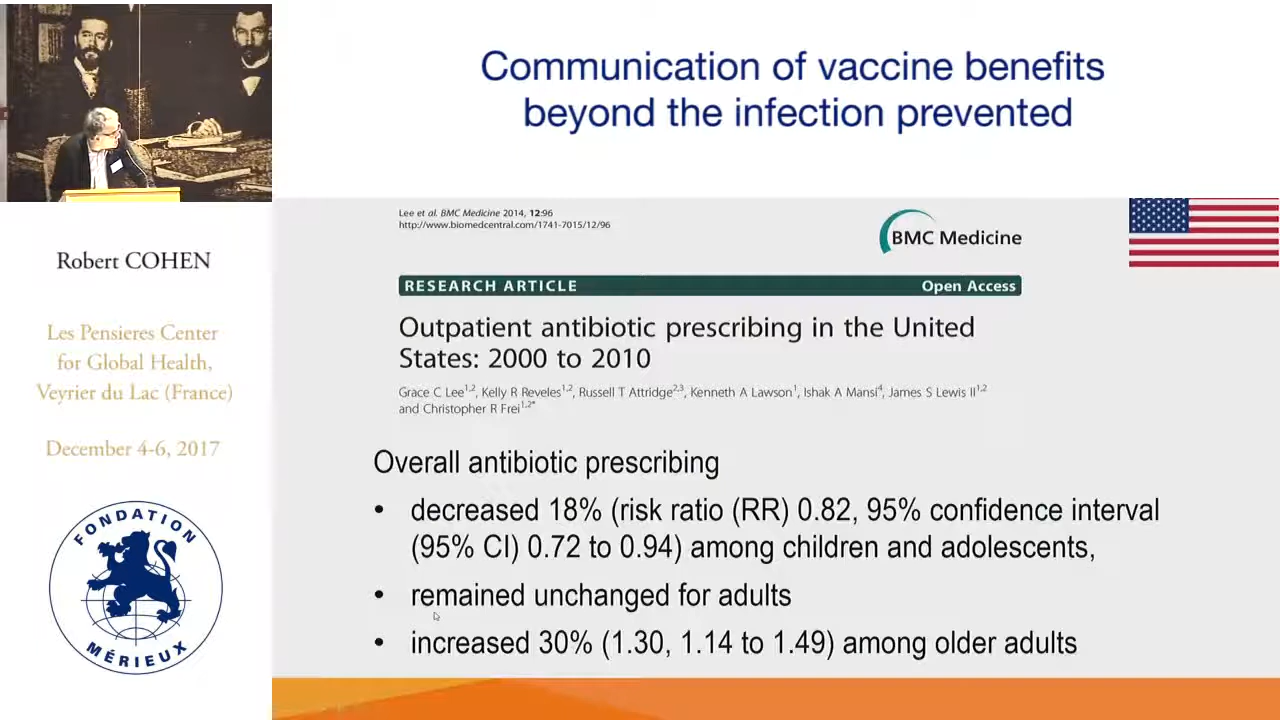 Communication of vaccine benefits
beyond the infection prevented
Robert COHEN
Les Pensieres Center
for Global Health,
Veyrier du Lac (France)
December 4-6, 2017
FONDATION
MÉRIEUX
Lee et al. BMC Medicine 2014, 12:96
http://www.biomedcentral.com/1741-7015/12/96
BMC Medicine
RESEARCH ARTICLE Open Access
Outpatient antibiotic prescribing in the United
States: 2000 to 2010
Grace C Lee1,2, Kelly R Reveles1,2, Russell T Attridge2,3, Kenneth A Lawson1, Ishak A Mansi4, James S Lewis II1,2
and Christopher R Frei1,2*
Overall antibiotic prescribing
• decreased 18% (risk ratio (RR) 0.82, 95% confidence interval
(95% CI) 0.72 to 0.94) among children and adolescents,
• remained unchanged for adults
• increased 30% (1.30, 1.14 to 1.49) among older adults